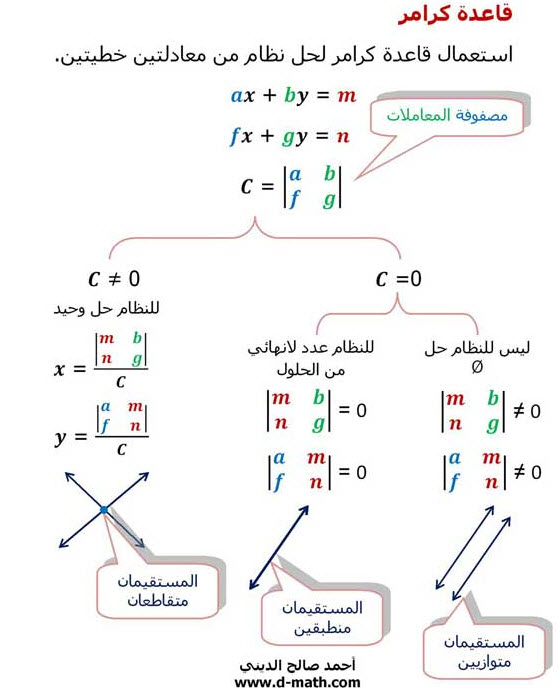 قاعدة كرامر
استعمال قاعدة كرامر لحل نظام من معادلتين خطيتين.
ax + by = m
fx + gy = n
مصفوفة المعاملات
C = |a b|
|f g|
C ≠ 0
للنظام حل وحيد
x = |m b|
|n g|
C
y = |a m|
|f n|
C
المستقيمان
متقاطعان
C =0
للنظام عدد لانهائي
من الحلول
|m b| = 0
|n g|
|a m| = 0
|f n|
المستقيمان
منطبقين
ليس للنظام حل
Ø
|m b| ≠ 0
|n g|
|a m| ≠ 0
|f n|
المستقيمان
متوازيين
أحمد صالح الديني
www.d-math.com